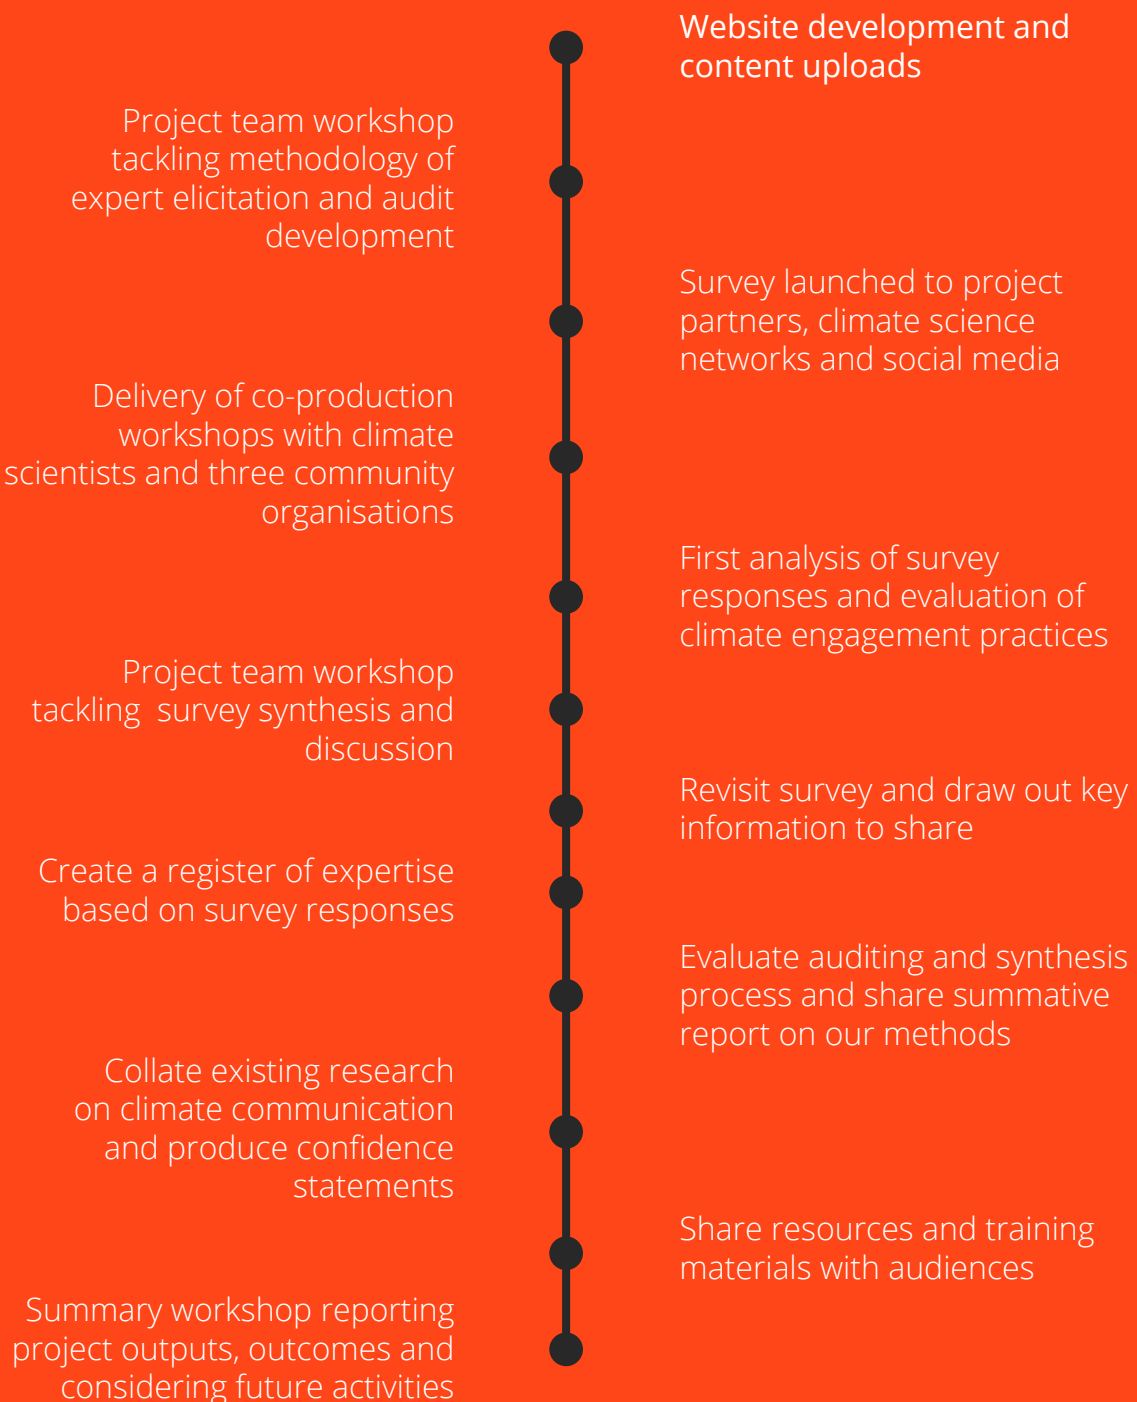 Website development and
content uploads
Project team workshop
tackling methodology of
expert elicitation and audit
development
Survey launched to project
partners, climate science
networks and social media
Delivery of co-production
workshops with climate
scientists and three community
organisations
First analysis of survey
responses and evaluation of
climate engagement practices
Project team workshop
tackling  survey synthesis and
discussion
Revisit survey and draw out key
information to share
Create a register of expertise
based on survey responses
Evaluate auditing and synthesis
process and share summative
report on our methods
Collate existing research
on climate communication
and produce confidence
statements
Share resources and training
materials with audiences
Summary workshop reporting
project outputs, outcomes and
considering future activities